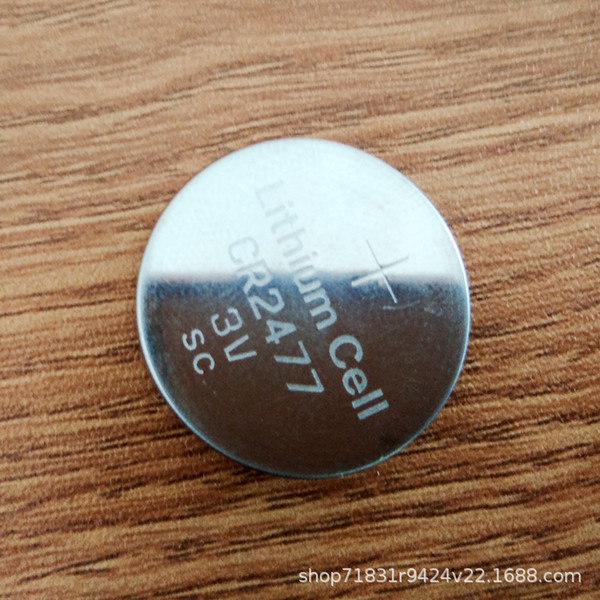 +
Lithium Cell
CR2477
3V
SC
shop71831r9424v22.1688.com